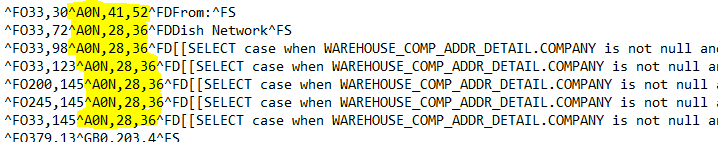 ^FO33,30^A0N,41,52^FDFrom:^FS
^FO33,72^A0N,28,36^FDDish Network^FS
^FO33,98^A0N,28,36^FD[[SELECT case when WAREHOUSE_COMP_ADDR_DETAIL.COMPANY is not null an
^FO33,123^A0N,28,36^FD[[SELECT case when WAREHOUSE_COMP_ADDR_DETAIL.COMPANY is not null a
^FO200,145^A0N,28,36^FD[[SELECT case when WAREHOUSE_COMP_ADDR_DETAIL.COMPANY is not null a
^FO245,145^A0N,28,36^FD[[SELECT case when WAREHOUSE_COMP_ADDR_DETAIL.COMPANY is not null a
^FO33,145^A0N,28,36^FD[[SELECT case when WAREHOUSE_COMP_ADDR_DETAIL.COMPANY is not null a
^FO379,13^GB0,203,4^FS